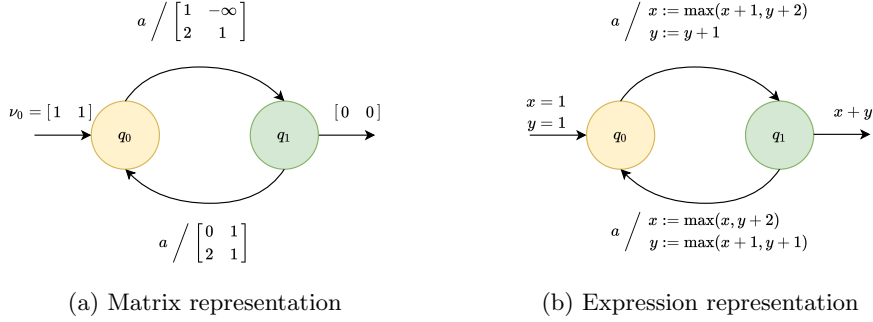 a / [ 1 −∞
2 1 ]
ν₀ = [ 1 1 ]
q₀
q₁
[ 0 0 ]
a / [ 0 1
2 1 ]
(a) Matrix representation
a / x := max(x + 1, y + 2)
y := y + 1
x = 1
y = 1
q₀
q₁
x + y
a / x := max(x, y + 2)
y := max(x + 1, y + 1)
(b) Expression representation